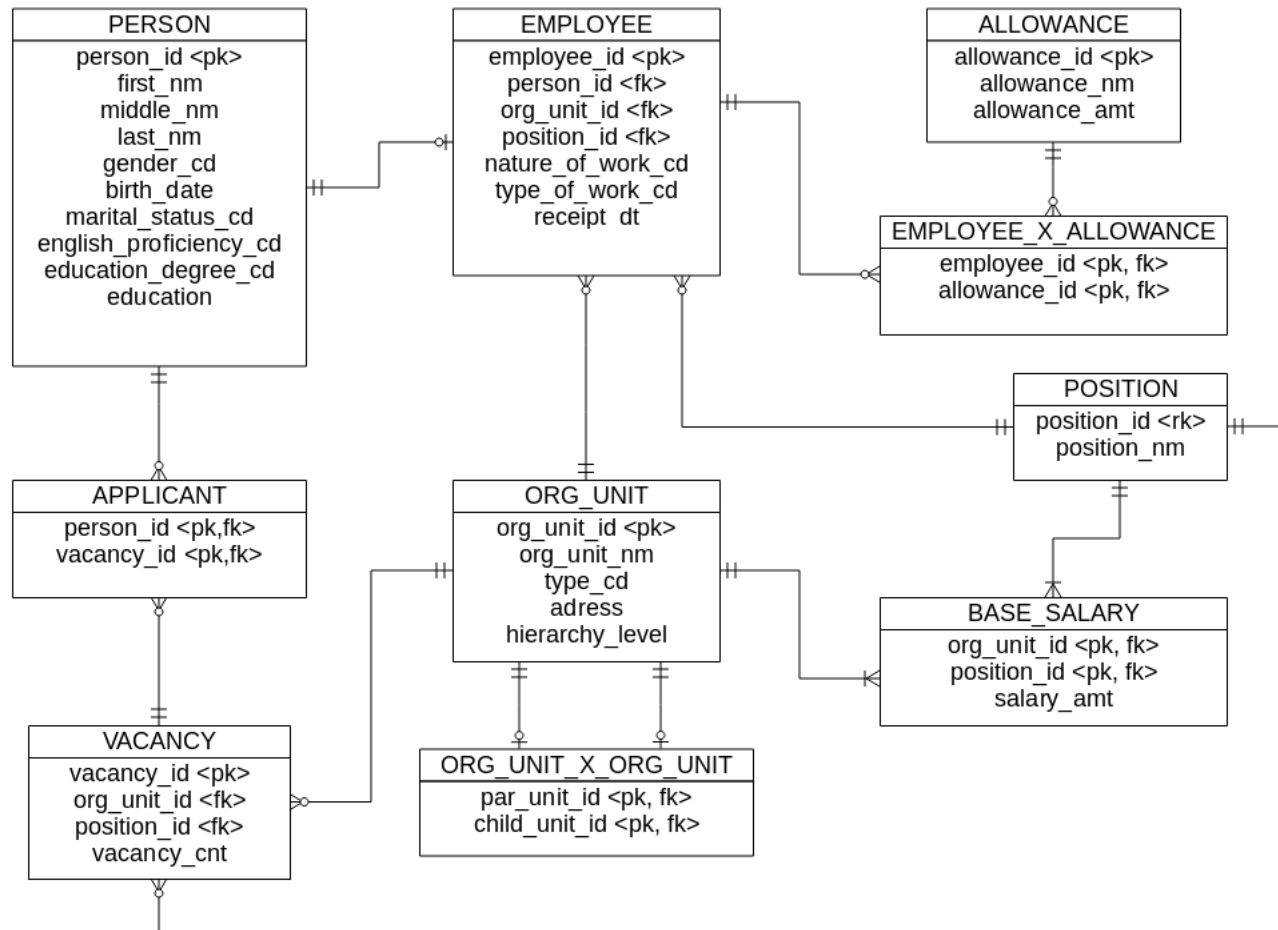 PERSON
person_id <pk>
first_nm
middle_nm
last_nm
gender_cd
birth_date
marital_status_cd
english_proficiency_cd
education_degree_cd
education
EMPLOYEE
employee_id <pk>
person_id <fk>
org_unit_id <fk>
position_id <fk>
nature_of_work_cd
type_of_work_cd
receipt_dt
ALLOWANCE
allowance_id <pk>
allowance_nm
allowance_amt
EMPLOYEE_X_ALLOWANCE
employee_id <pk, fk>
allowance_id <pk, fk>
POSITION
position_id <rk>
position_nm
APPLICANT
person_id <pk,fk>
vacancy_id <pk,fk>
ORG_UNIT
org_unit_id <pk>
org_unit_nm
type_cd
adress
hierarchy_level
BASE_SALARY
org_unit_id <pk, fk>
position_id <pk, fk>
salary_amt
VACANCY
vacancy_id <pk>
org_unit_id <fk>
position_id <fk>
vacancy_cnt
ORG_UNIT_X_ORG_UNIT
par_unit_id <pk, fk>
child_unit_id <pk, fk>